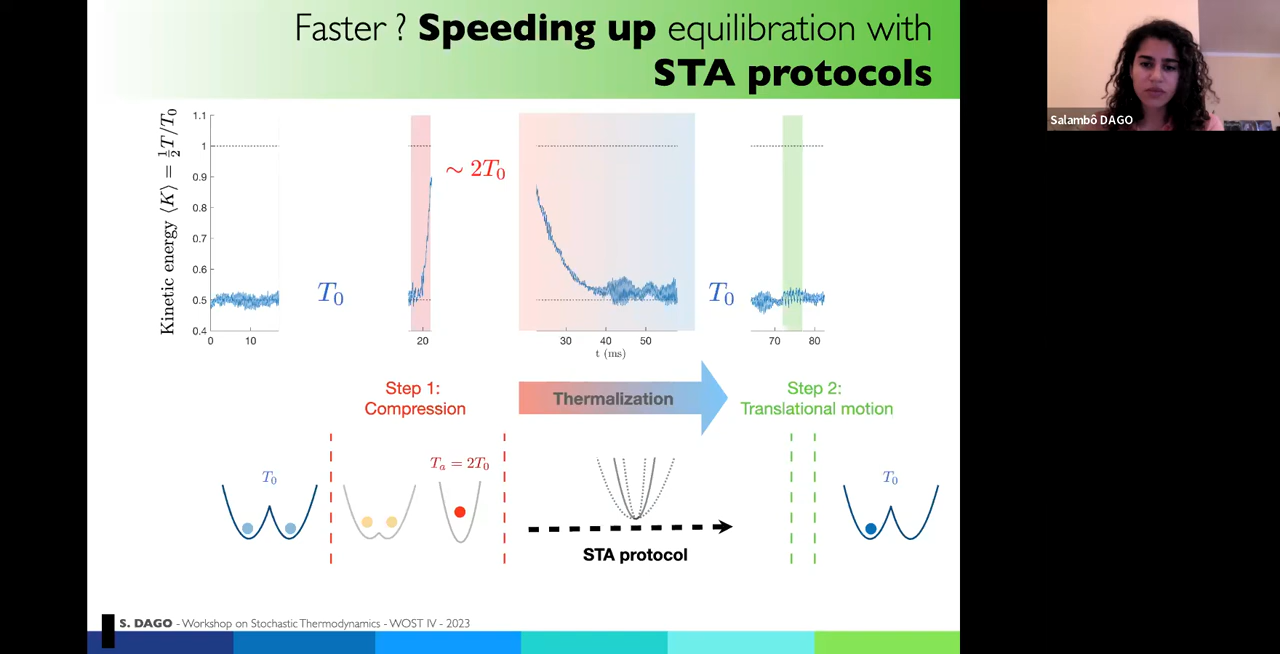 Faster ? Speeding up equilibration with
STA protocols
Salambô DAGO
Kinetic energy ⟨K⟩ = ½T/T₀
1.1
1
0.9
0.8
0.7
0.6
0.5
0.4
0 10
20
30 40 50
70 80
t (ms)
T₀
∼ 2T₀
T₀
Step 1:
Compression
Thermalization
Step 2:
Translational motion
T₀
Tₐ = 2T₀
T₀
STA protocol
S. DAGO - Workshop on Stochastic Thermodynamics - WOST IV - 2023